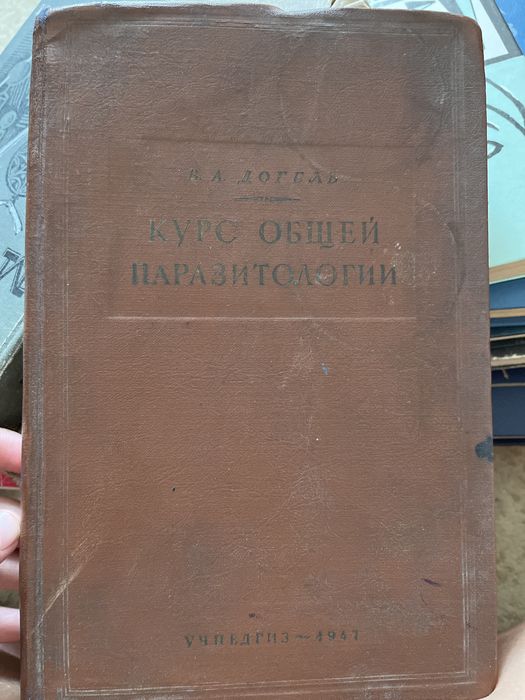 В. А. ДОГЕЛЬ
КУРС ОБЩЕЙ
ПАРАЗИТОЛОГИИ
УЧПЕДГИЗ ~ 1947